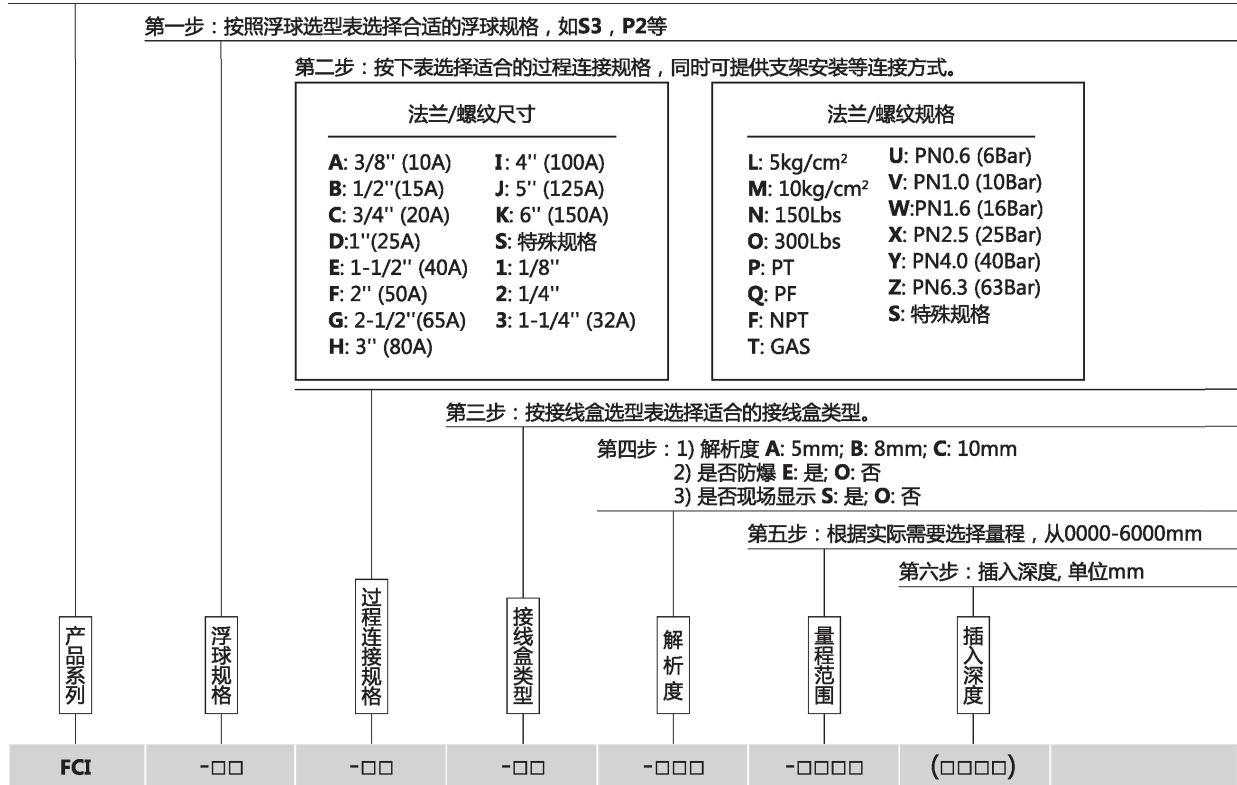 第一步：按照浮球选型表选择合适的浮球规格，如S3，P2等
第二步：按下表选择适合的过程连接规格，同时可提供支架安装等连接方式。
法兰/螺纹尺寸
A: 3/8'' (10A)
B: 1/2''(15A)
C: 3/4'' (20A)
D:1''(25A)
E: 1-1/2'' (40A)
F: 2'' (50A)
G: 2-1/2''(65A)
H: 3'' (80A)
I: 4'' (100A)
J: 5'' (125A)
K: 6'' (150A)
S: 特殊规格
1: 1/8''
2: 1/4''
3: 1-1/4'' (32A)
法兰/螺纹规格
L: 5kg/cm²
M: 10kg/cm²
N: 150Lbs
O: 300Lbs
P: PT
Q: PF
F: NPT
T: GAS
U: PN0.6 (6Bar)
V: PN1.0 (10Bar)
W:PN1.6 (16Bar)
X: PN2.5 (25Bar)
Y: PN4.0 (40Bar)
Z: PN6.3 (63Bar)
S: 特殊规格
第三步：按接线盒选型表选择适合的接线盒类型。
第四步：1) 解析度 A: 5mm; B: 8mm; C: 10mm
2) 是否防爆 E: 是; O: 否
3) 是否现场显示 S: 是; O: 否
第五步：根据实际需要选择量程，从0000-6000mm
第六步：插入深度, 单位mm
产品系列
浮球规格
过程连接规格
接线盒类型
解析度
量程范围
插入深度
FCI -□□ -□□ -□□ -□□□ -□□□□ (□□□□)